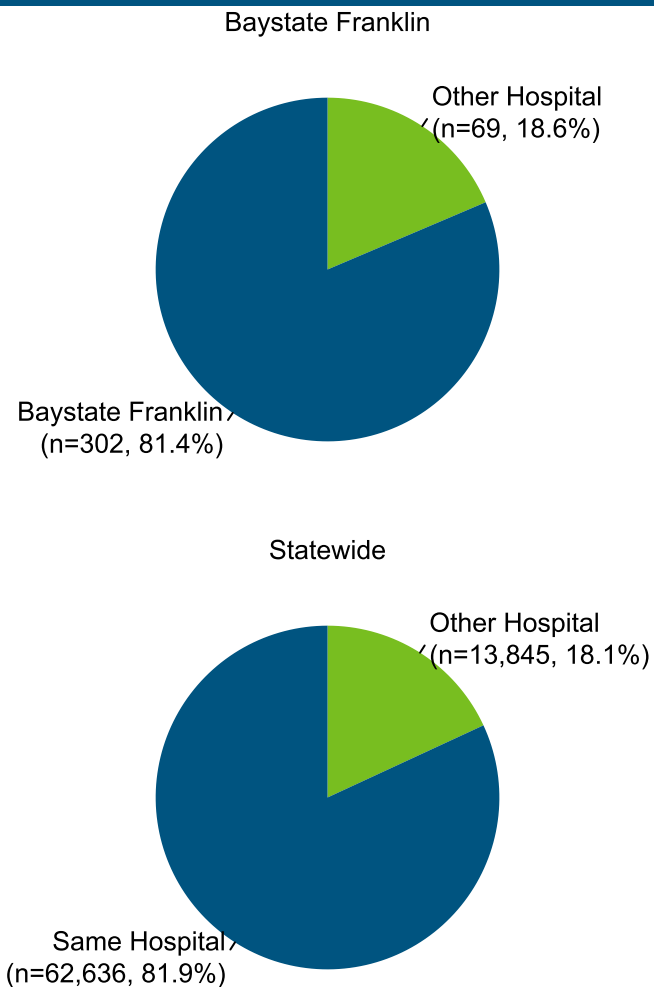 Baystate Franklin
Other Hospital
(n=69, 18.6%)
Baystate Franklin
(n=302, 81.4%)
Statewide
Other Hospital
(n=13,845, 18.1%)
Same Hospital
(n=62,636, 81.9%)